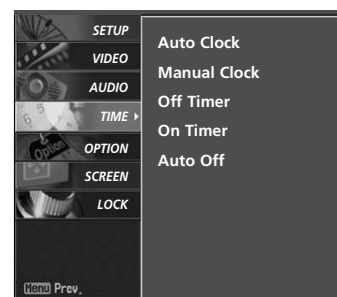 SETUP
VIDEO
AUDIO
TIME
OPTION
SCREEN
LOCK
Menu Prev.
Auto Clock
Manual Clock
Off Timer
On Timer
Auto Off